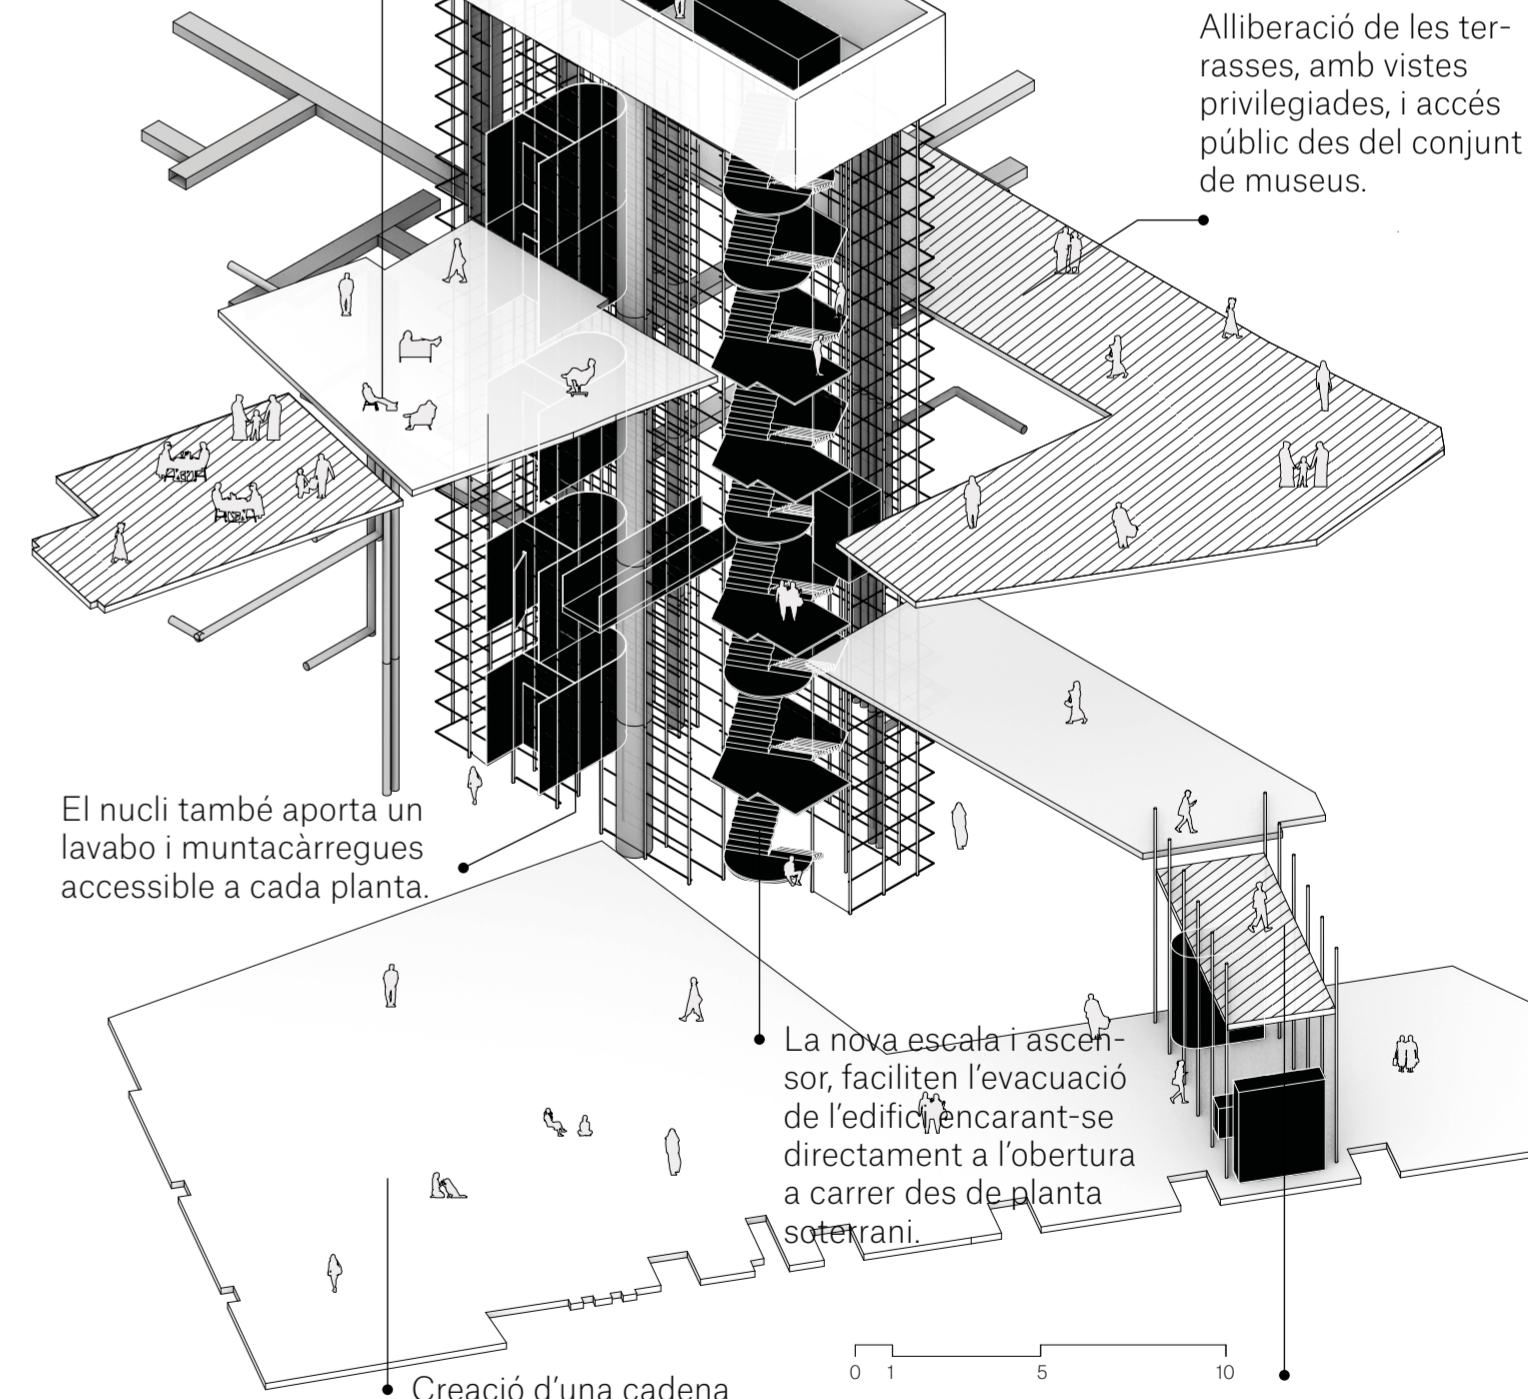 Alliberació de les ter-
rasses, amb vistes
privilegiades, i accés
públic des del conjunt
de museus.
El nucli també aporta un
lavabo i muntacàrregues
accessible a cada planta.
La nova escala i ascen-
sor, faciliten l'evacuació
de l'edifici encarant-se
directament a l'obertura
a carrer des de planta
soterrani.
0 1 5 10
Creació d'una cadena